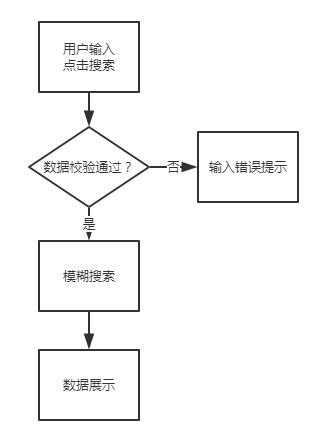 用户输入
点击搜索
数据校验通过？
否
输入错误提示
是
模糊搜索
数据展示